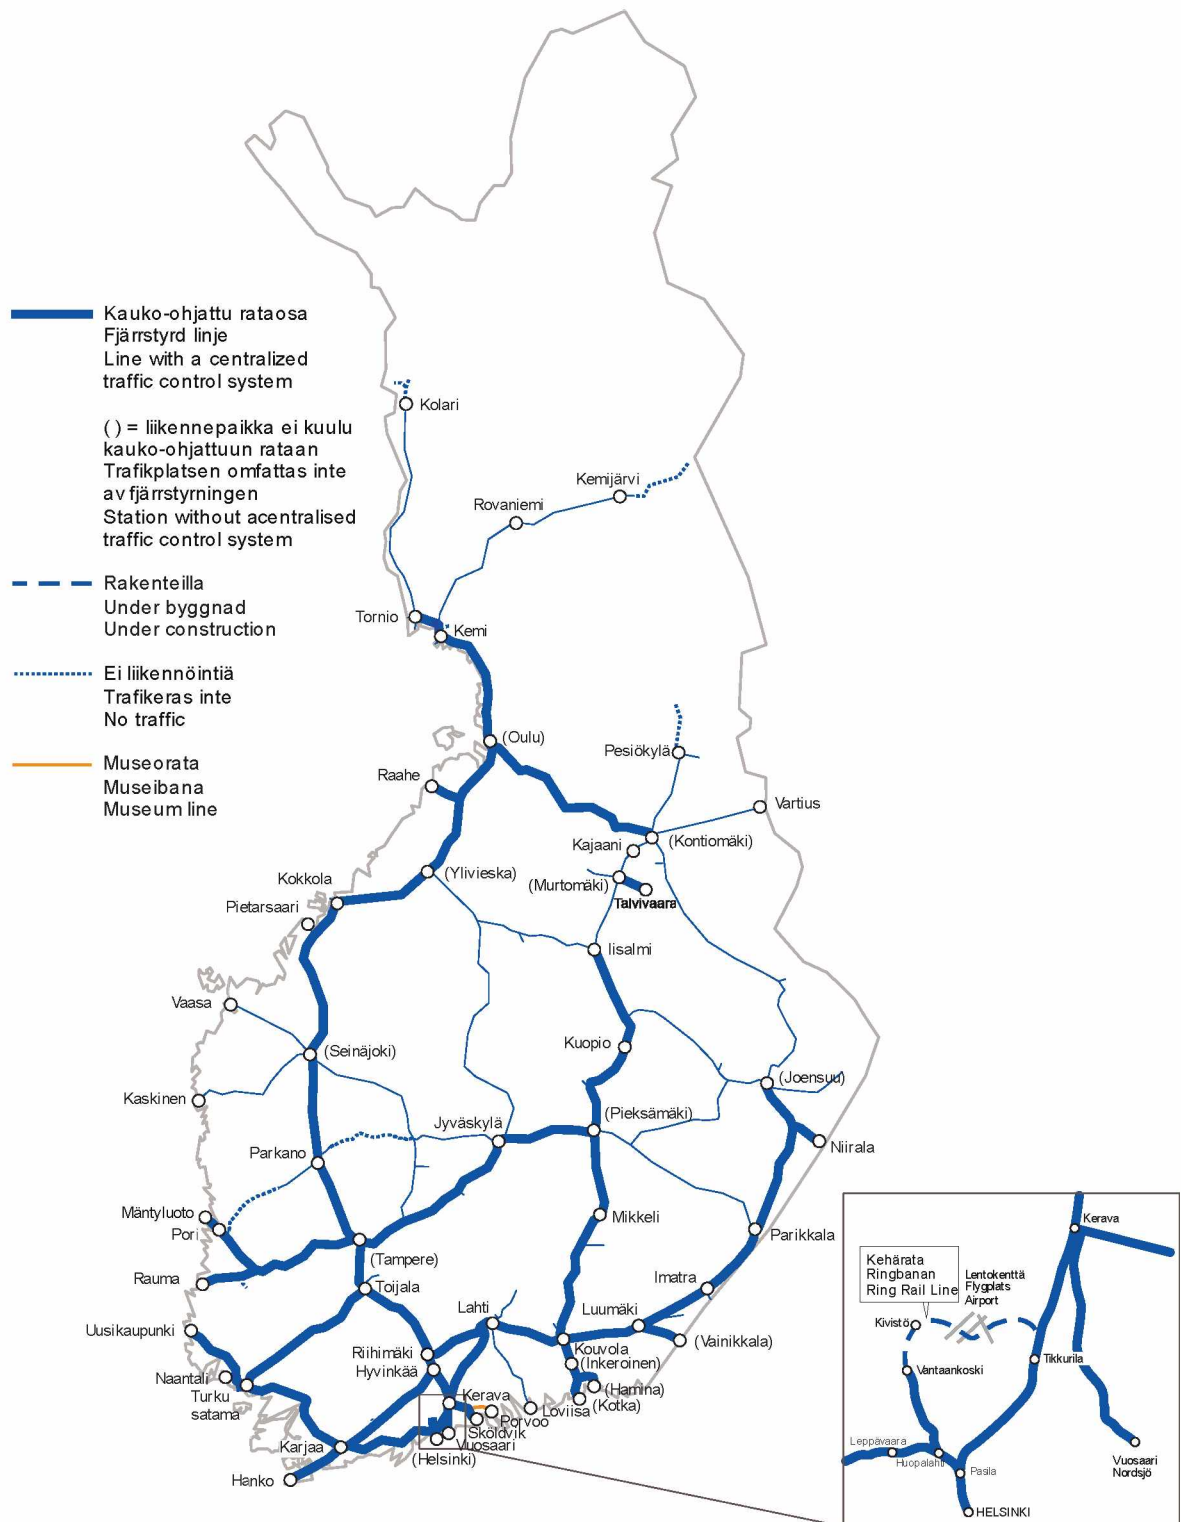 Kauko-ohjattu rataosa
Fjärrstyrd linje
Line with a centralized
traffic control system
( ) = liikennepaikka ei kuulu
kauko-ohjattuun rataan
Trafikplatsen omfattas inte
av fjärrstyrningen
Station without acentralised
traffic control system
Rakenteilla
Under byggnad
Under construction
Ei liikennöintiä
Trafikeras inte
No traffic
Museorata
Museibana
Museum line
Kolari
Kemijärvi
Rovaniemi
Tornio
Kemi
(Oulu)
Pesiökylä
Raahe
Vartius
(Kontiomäki)
Kajaani
(Ylivieska)
(Murtomäki)
Kokkola
Talvivaara
Pietarsaari
Iisalmi
Vaasa
Kuopio
(Seinäjoki)
(Joensuu)
Kaskinen
(Pieksämäki)
Jyväskylä
Niirala
Parkano
Mäntyluoto
Mikkeli
Pori
Parikkala
(Tampere)
Rauma
Imatra
Toijala
Lahti
Luumäki
Uusikaupunki
(Vainikkala)
Kouvola
Riihimäki
(Inkeroinen)
Hyvinkää
Naantali
(Hamina)
Kerava
Turku
satama
(Kotka)
Loviisa
Porvoo
Sköldvik
Vuosaari
Karjaa
(Helsinki)
Hanko
Kerava
Kehärata
Ringbanan
Ring Rail Line
Lentokenttä
Flygplats
Airport
Kivistö
Tikkurila
Vantaankoski
Leppävaara
Huopalahti
Pasila
Vuosaari
Nordsjö
HELSINKI